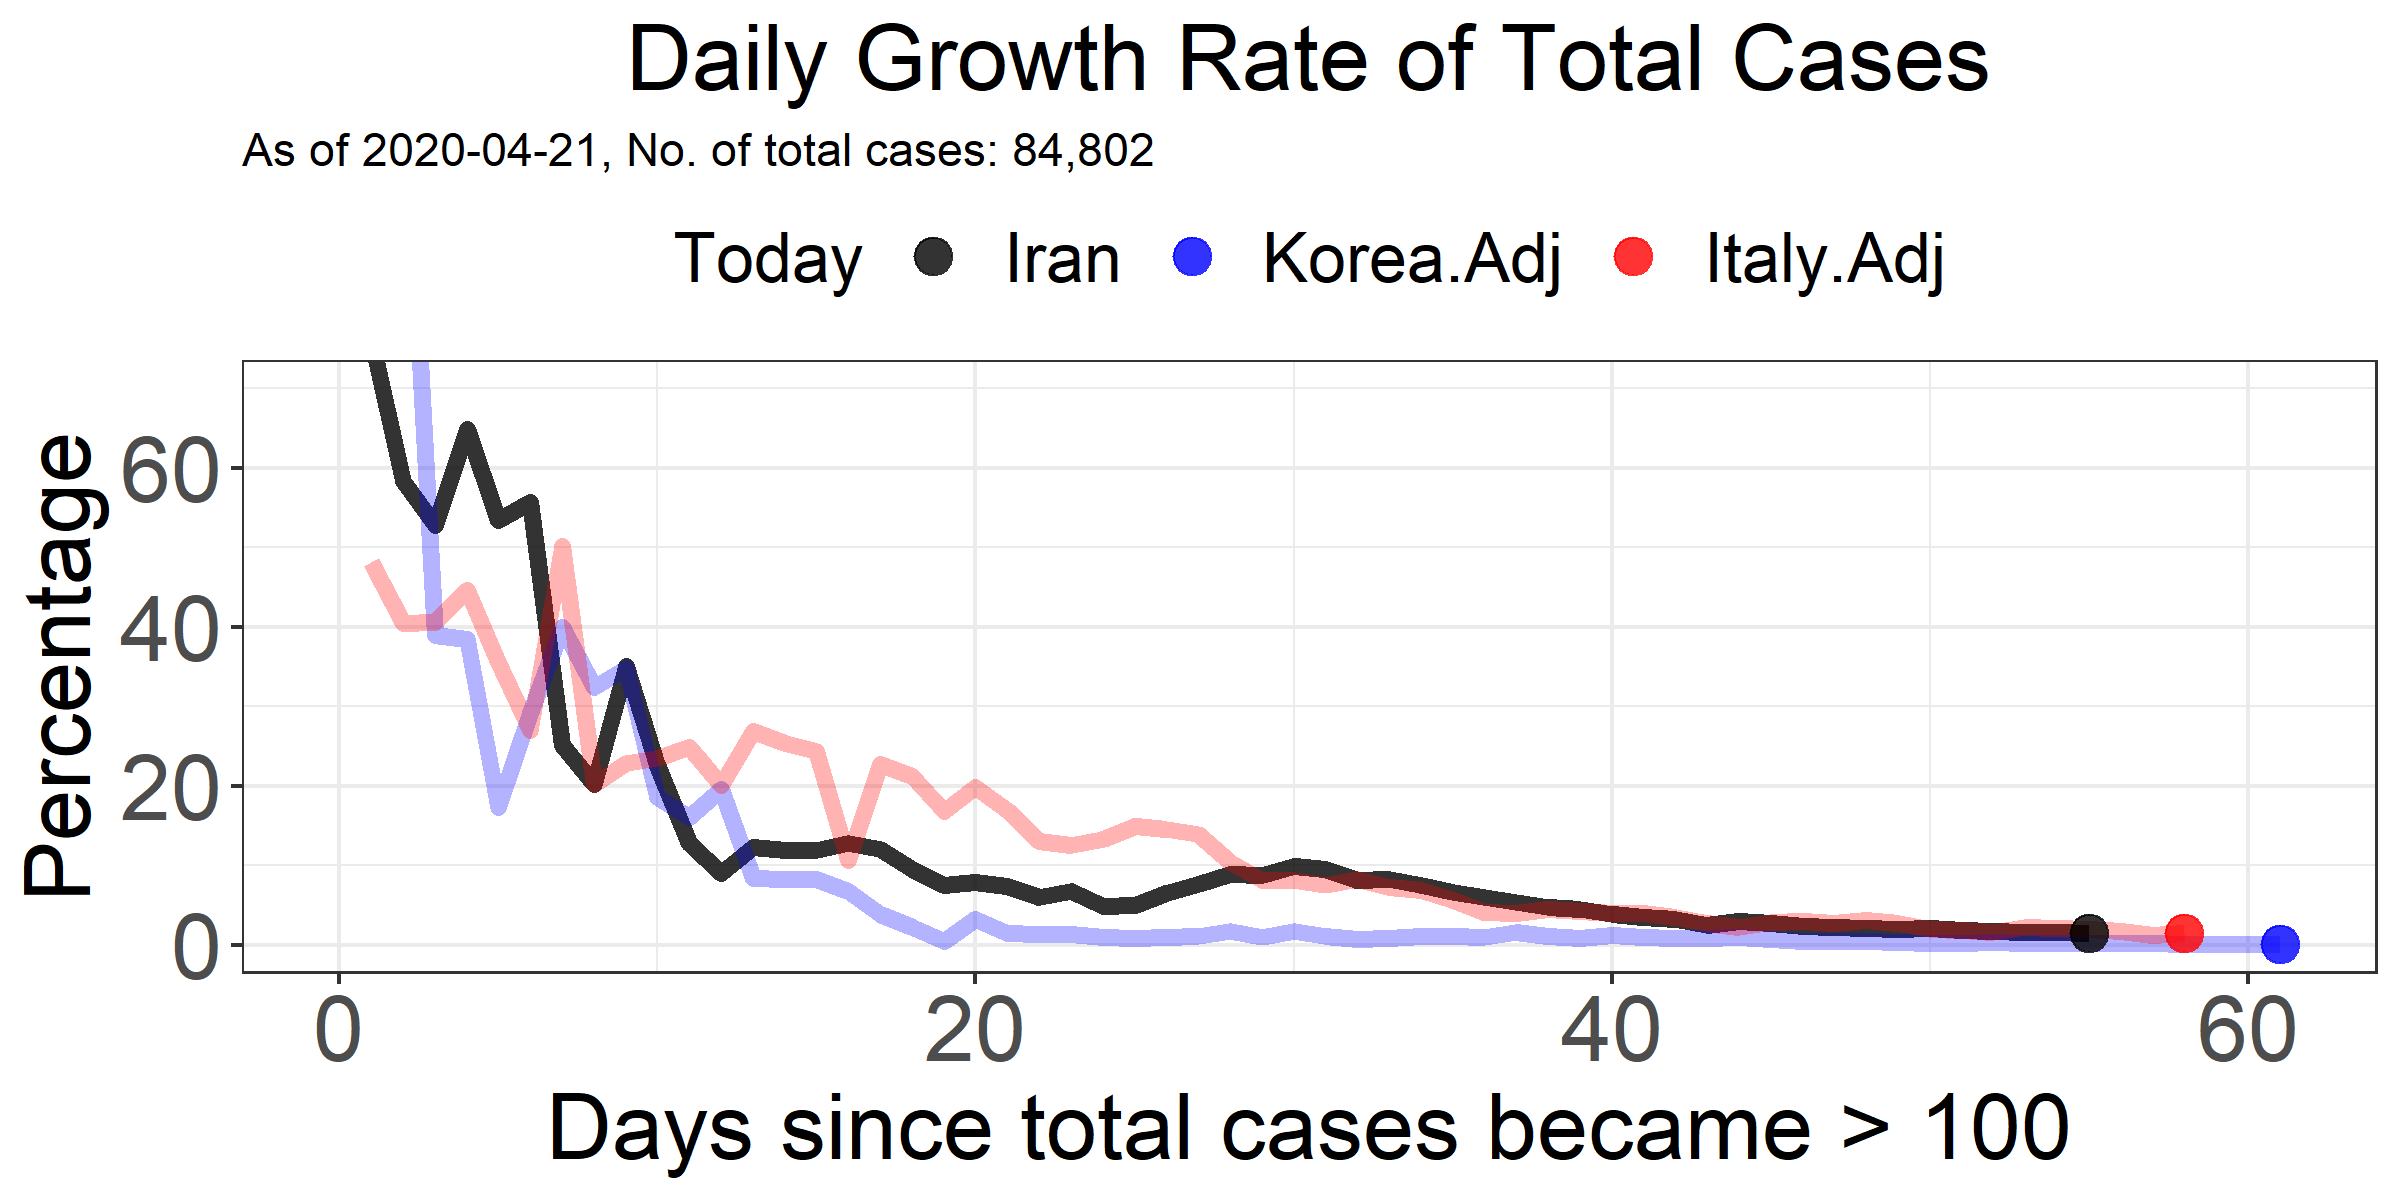 Daily Growth Rate of Total Cases
As of 2020-04-21, No. of total cases: 84,802
Today Iran Korea.Adj Italy.Adj
Percentage
60
40
20
0
0 20 40 60
Days since total cases became > 100